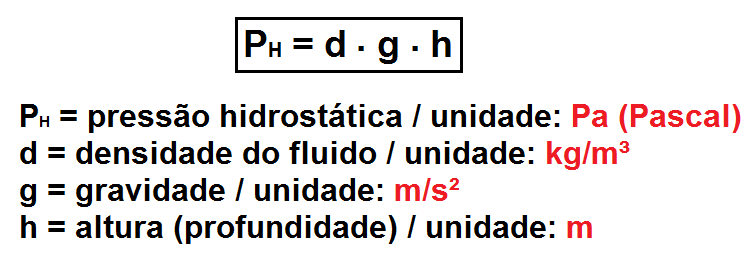 PH = d · g · h
PH = pressão hidrostática / unidade: Pa (Pascal)
d = densidade do fluido / unidade: kg/m³
g = gravidade / unidade: m/s²
h = altura (profundidade) / unidade: m